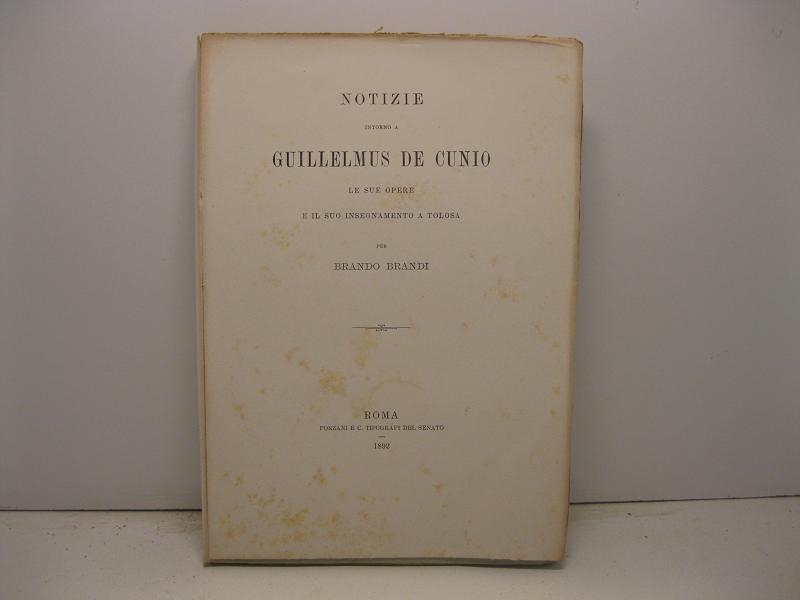 NOTIZIE
INTORNO A
GUILLELMUS DE CUNIO
LE SUE OPERE
E IL SUO INSEGNAMENTO A TOLOSA
PER
BRANDO BRANDI
ROMA
FORZANI E C. TIPOGRAFI DEL SENATO
1892